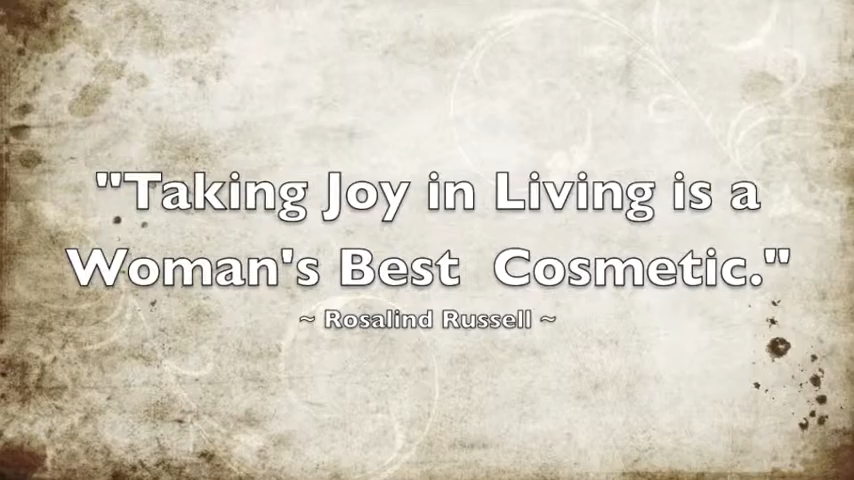 "Taking Joy in Living is a
Woman's Best  Cosmetic."
~ Rosalind Russell ~